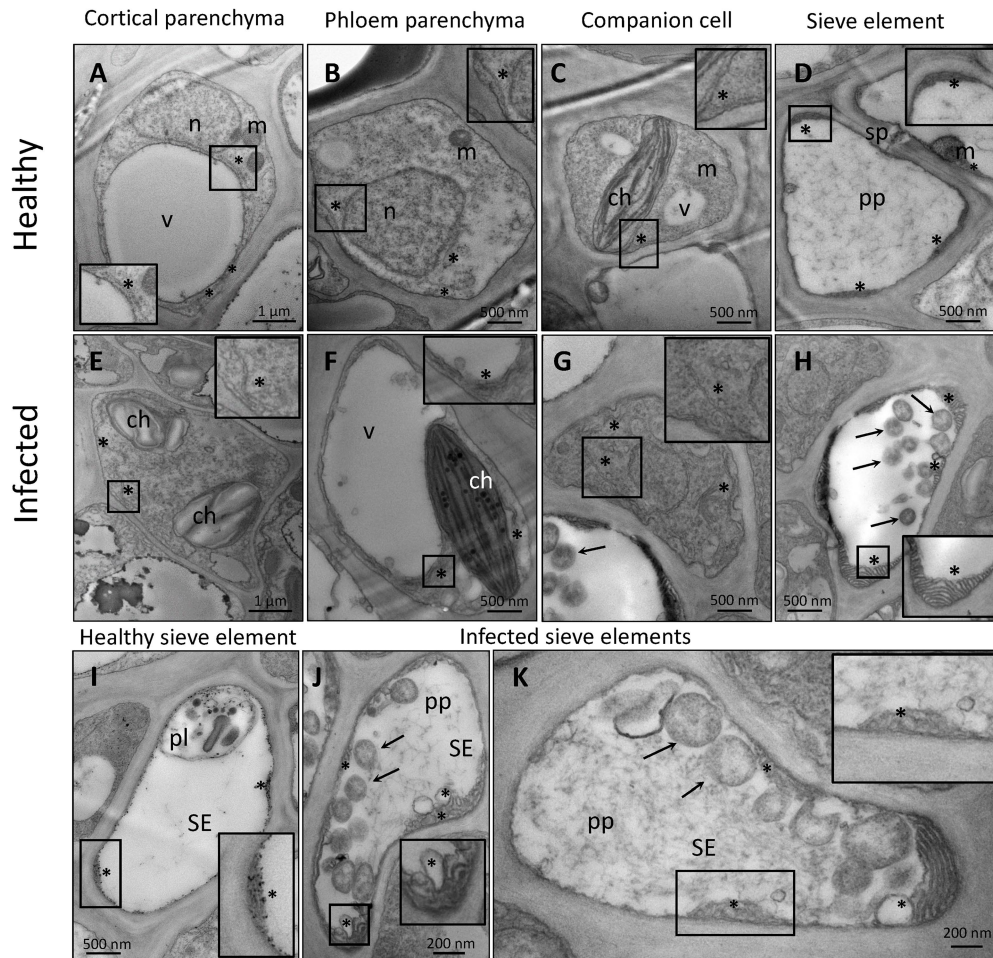 Cortical parenchyma Phloem parenchyma Companion cell Sieve element
Healthy
A
n
m
*
v
*
*
1 µm
B
*
m
*
n
*
*
500 nm
C
*
m
ch
v
*
500 nm
D
*
*
sp
m
*
pp
*
*
500 nm
Infected
E
*
ch
*
*
ch
1 µm
F
*
v
ch
*
*
500 nm
G
*
*
*
*
500 nm
H
*
*
*
*
500 nm
Healthy sieve element Infected sieve elements
I
pl
*
SE
*
*
500 nm
J
pp
SE
*
*
*
*
*
200 nm
K
*
*
pp
SE
*
*
200 nm